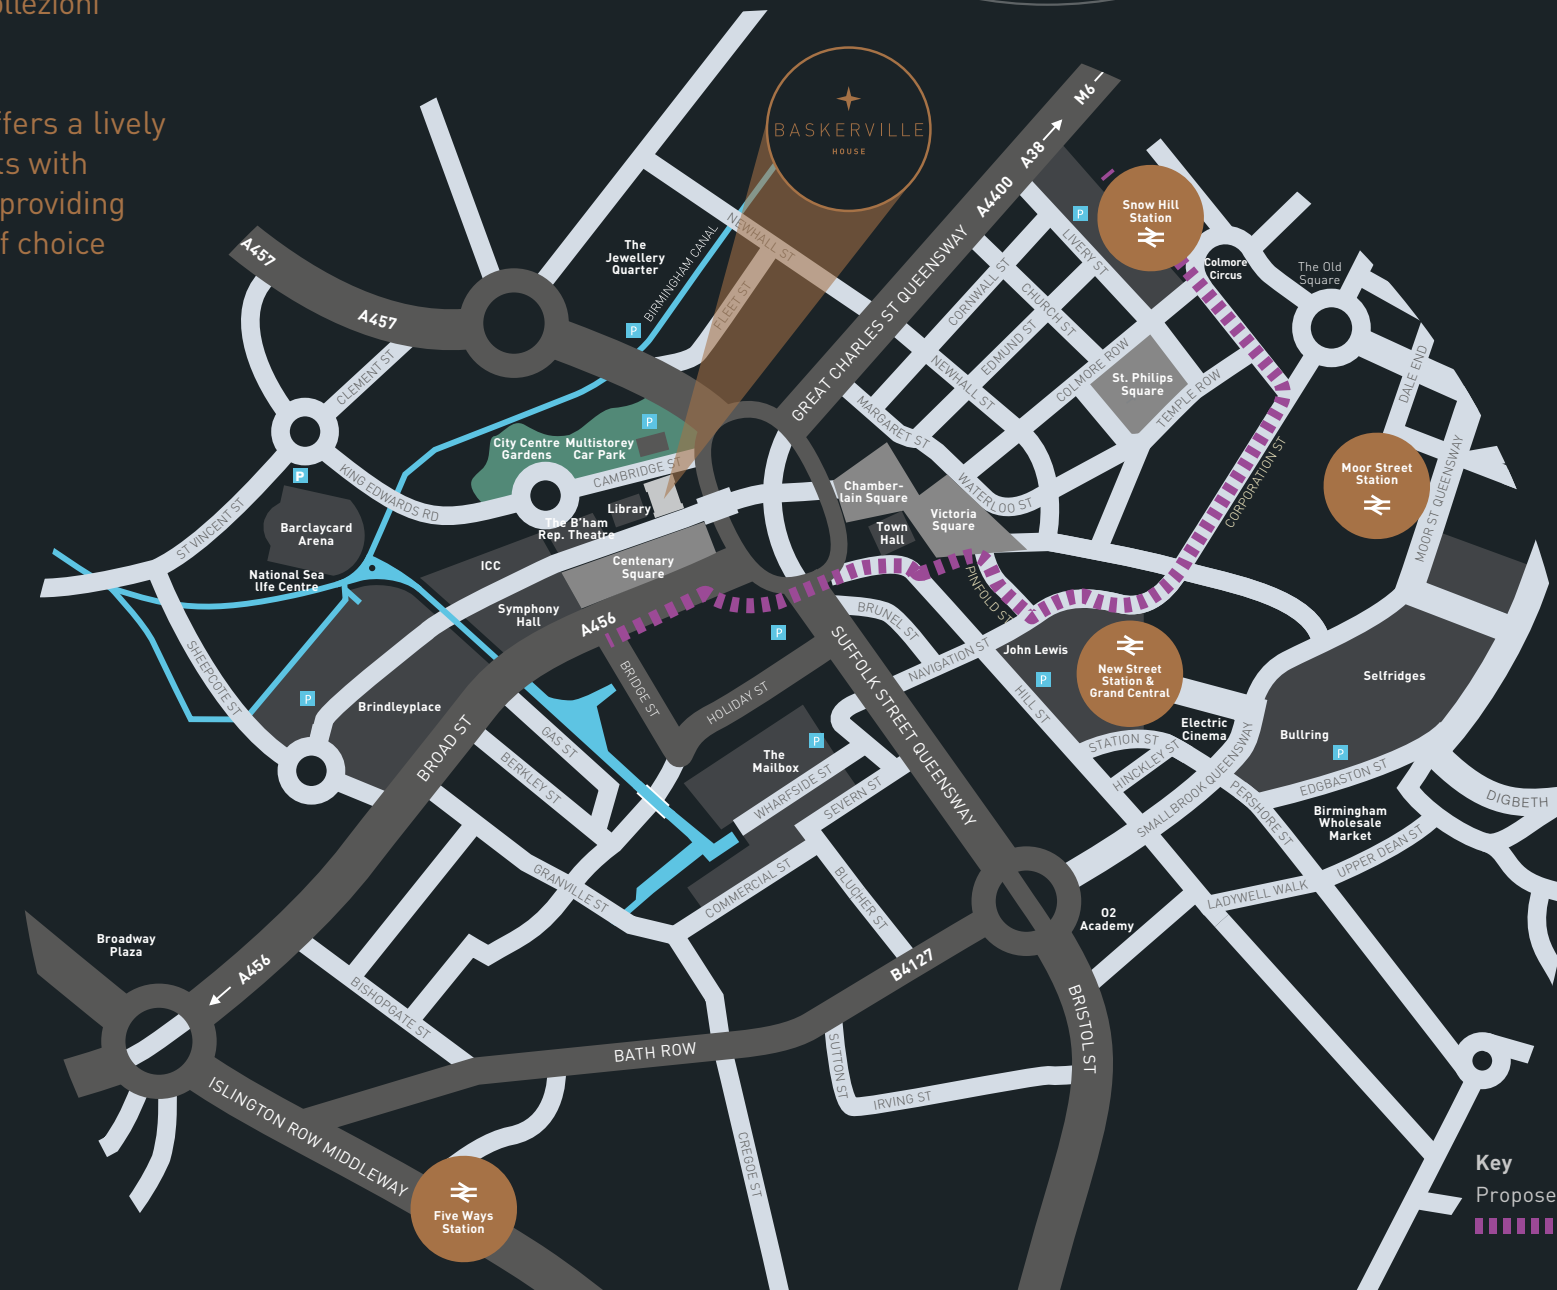 ollezioni
ffers a lively
ts with
providing
f choice
BASKERVILLE
HOUSE
M6
A38
A4400
GREAT CHARLES ST QUEENSWAY
Snow Hill
Station
P
LIVERY ST
Colmore
Circus
The Old
Square
A457
A457
The
Jewellery
Quarter
BIRMINGHAM CANAL
NEWHALL ST
FLEET ST
P
CORNWALL ST
CHURCH ST
EDMUND ST
NEWHALL ST
COLMORE ROW
St. Philips
Square
TEMPLE ROW
DALE END
CLEMENT ST
MARGARET ST
P
City Centre
Gardens
Multistorey
Car Park
CAMBRIDGE ST
P
KING EDWARDS RD
ST VINCENT ST
Barclaycard
Arena
Library
The B'ham
Rep. Theatre
Chamber-
lain Square
WATERLOO ST
Victoria
Square
Town
Hall
CORPORATION ST
Moor Street
Station
MOOR ST QUEENSWAY
National Sea
lIfe Centre
ICC
Centenary
Square
Symphony
Hall
A456
PINFOLD ST
BRUNEL ST
P
NAVIGATION ST
John Lewis
P
New Street
Station &
Grand Central
Selfridges
SHEEPCOTE ST
P
Brindleyplace
BRIDGE ST
HOLIDAY ST
SUFFOLK STREET QUEENSWAY
HILL ST
BROAD ST
GAS ST
BERKLEY ST
The
Mailbox
P
WHARFSIDE ST
SEVERN ST
STATION ST
HINCKLEY ST
Electric
Cinema
Bullring
P
SMALLBROOK QUEENSWAY
EDGBASTON ST
DIGBETH
PERSHORE ST
Birmingham
Wholesale
Market
UPPER DEAN ST
LADYWELL WALK
GRANVILLE ST
COMMERCIAL ST
BLUCHER ST
O2
Academy
Broadway
Plaza
A456
BISHOPGATE ST
B4127
BRISTOL ST
BATH ROW
SUTTON ST
IRVING ST
ISLINGTON ROW MIDDLEWAY
CREGOE ST
Five Ways
Station
Key
Propose